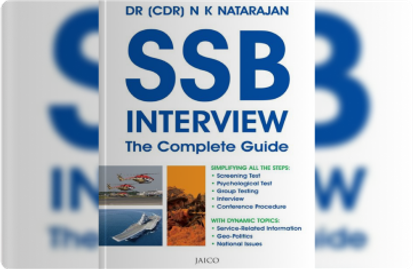 DR (CDR) N K NATARAJAN
SSB
INTERVIEW
The Complete Guide
SIMPLIFYING ALL THE STEPS:
• Screening Test
• Psychological Test
• Group Testing
• Interview
• Conference Procedure
WITH DYNAMIC TOPICS:
• Service-Related Information
• Geo-Politics
• National Issues
JAICO